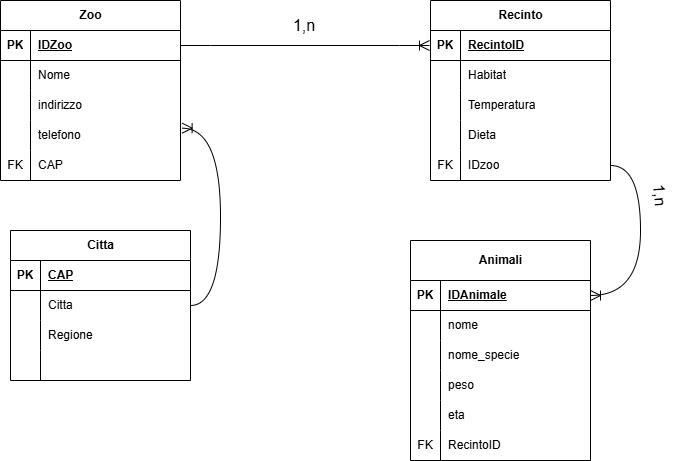 Zoo
PK IDZoo
Nome
indirizzo
telefono
FK CAP
1,n
Recinto
PK RecintoID
Habitat
Temperatura
Dieta
FK IDzoo
1,n
Citta
PK CAP
Citta
Regione
Animali
PK IDAnimale
nome
nome_specie
peso
eta
FK RecintoID